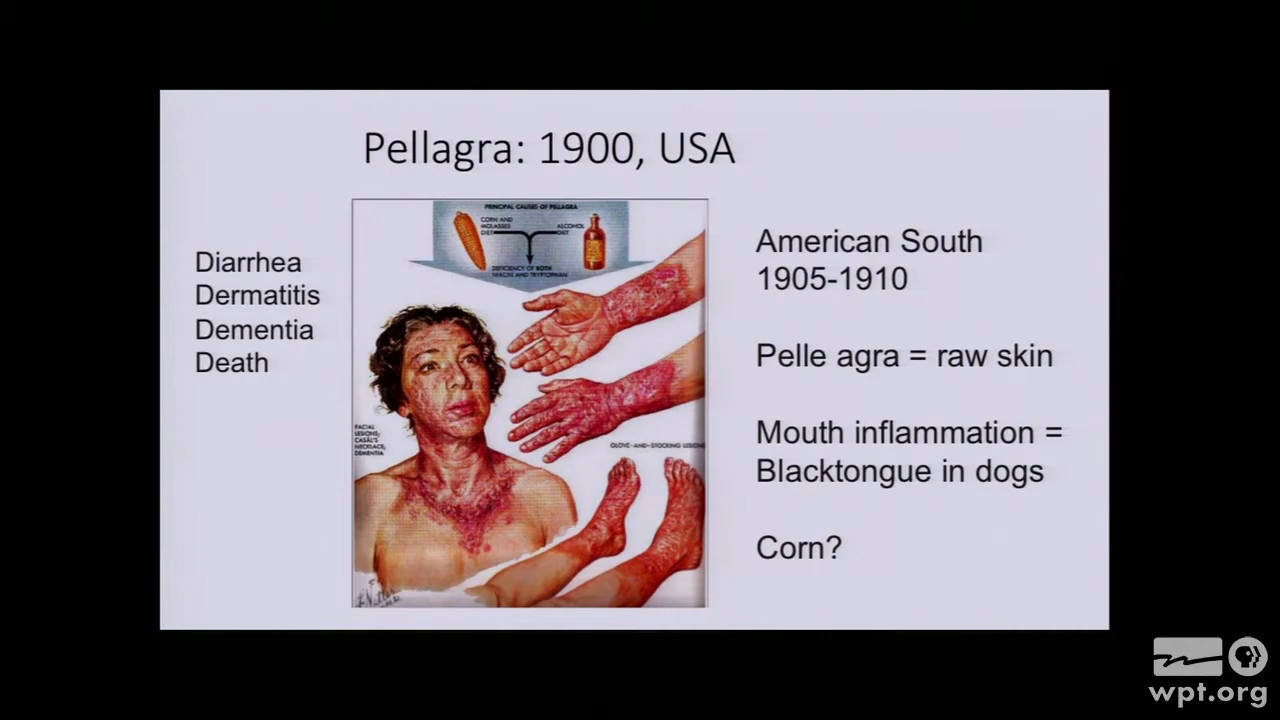 Pellagra: 1900, USA
Diarrhea
Dermatitis
Dementia
Death
PRINCIPAL CAUSES OF PELLAGRA
CORN AND
MOLASSES
DIET
ALCOHOL
DIET
DEFICIENCY OF BOTH
NIACIN AND TRYPTOPHAN
FACIAL
LESIONS;
CASAL'S
NECKLACE;
DEMENTIA
GLOVE-AND-STOCKING LESIONS
American South
1905-1910
Pelle agra = raw skin
Mouth inflammation =
Blacktongue in dogs
Corn?
PBS
wpt.org